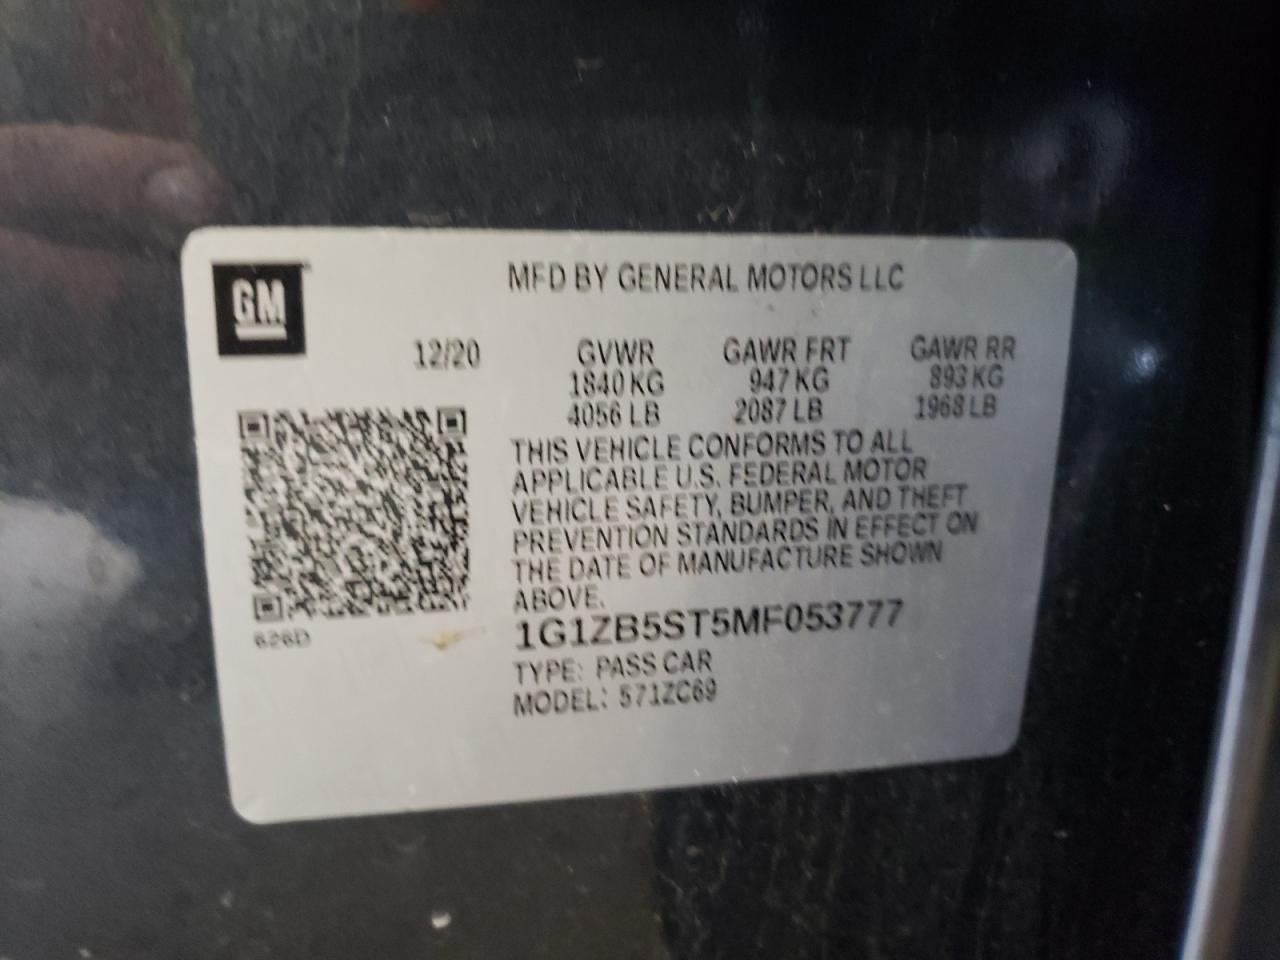 GM
MFD BY GENERAL MOTORS LLC
12/20 GVWR GAWR FRT GAWR RR
1840 KG 947 KG 893 KG
4056 LB 2087 LB 1968 LB
THIS VEHICLE CONFORMS TO ALL
APPLICABLE U.S. FEDERAL MOTOR
VEHICLE SAFETY, BUMPER, AND THEFT
PREVENTION STANDARDS IN EFFECT ON
THE DATE OF MANUFACTURE SHOWN
ABOVE.
626D
1G1ZB5ST5MF053777
TYPE: PASS CAR
MODEL: 571ZC69